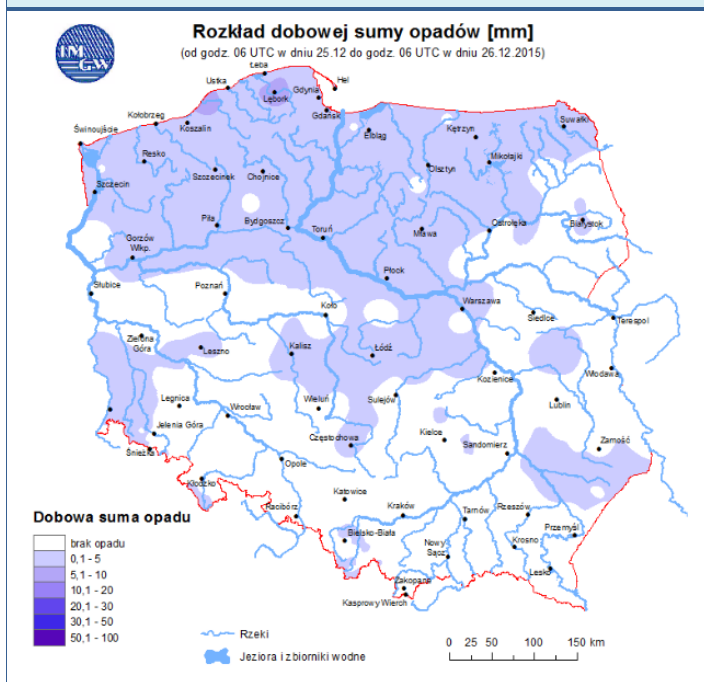 Rozkład dobowej sumy opadów [mm]
(od godz. 06 UTC w dniu 25.12 do godz. 06 UTC w dniu 26.12.2015)
IM
GW
Łeba
Ustka
Hel
Gdynia
Lębork
Gdańsk
Kołobrzeg
Koszalin
Świnoujście
Elbląg
Kętrzyn
Suwałki
Resko
Szczecinek
Chojnice
Olsztyn
Mikołajki
Szczecin
Piła
Bydgoszcz
Toruń
Mława
Ostrołęka
Białystok
Gorzów
Wlkp.
Płock
Słubice
Poznań
Koło
Warszawa
Siedlce
Terespol
Zielona
Góra
Leszno
Kalisz
Łódź
Kozienice
Włodawa
Legnica
Wrocław
Wieluń
Sulejów
Lublin
Jelenia Góra
Śnieżka
Częstochowa
Kielce
Sandomierz
Zamość
Opole
Kłodzko
Racibórz
Katowice
Kraków
Tarnów
Rzeszów
Przemyśl
Bielsko-Biała
Nowy
Sącz
Krosno
Lesko
Zakopane
Kasprowy Wierch
Dobowa suma opadu
brak opadu
0,1 - 5
5,1 - 10
10,1 - 20
20,1 - 30
30,1 - 50
50,1 - 100
Rzeki
Jeziora i zbiorniki wodne
0 25 50 100 150 km